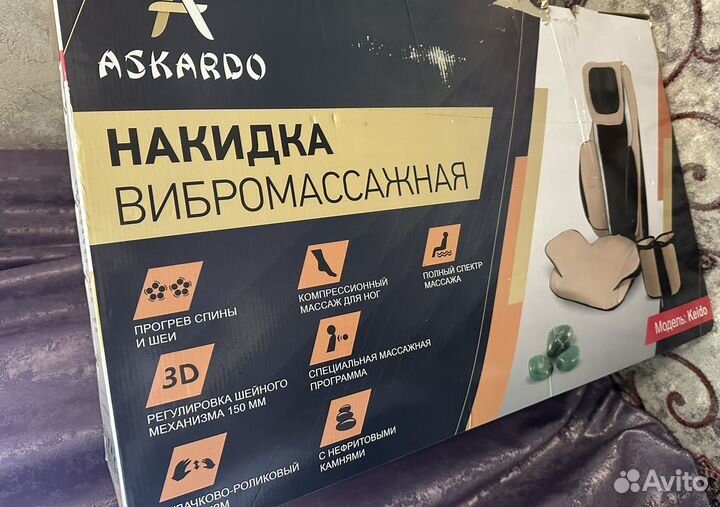 ASKARDO
НАКИДКА
ВИБРОМАССАЖНАЯ
ПРОГРЕВ СПИНЫ
И ШЕИ
КОМПРЕССИОННЫЙ
МАССАЖ ДЛЯ НОГ
ПОЛНЫЙ СПЕКТР
МАССАЖА
3D
РЕГУЛИРОВКА ШЕЙНОГО
МЕХАНИЗМА 150 ММ
СПЕЦИАЛЬНАЯ МАССАЖНАЯ
ПРОГРАММА
С НЕФРИТОВЫМИ
КАМНЯМИ
Модель: Keido
Avito